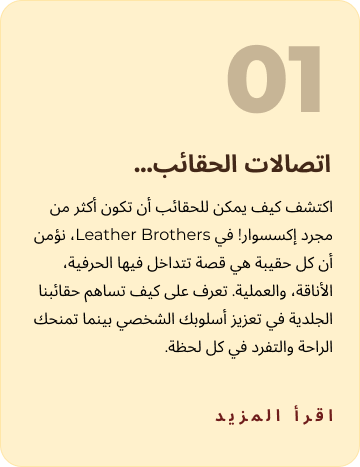 01
اتصالات الحقائب...
اكتشف كيف يمكن للحقائب أن تكون أكثر من
مجرد إكسسوار! في Leather Brothers، نؤمن
أن كل حقيبة هي قصة تتداخل فيها الحرفية،
الأناقة، والعملية. تعرف على كيف تساهم حقائبنا
الجلدية في تعزيز أسلوبك الشخصي بينما تمنحك
الراحة والتفرد في كل لحظة.
اقرأ المزيد